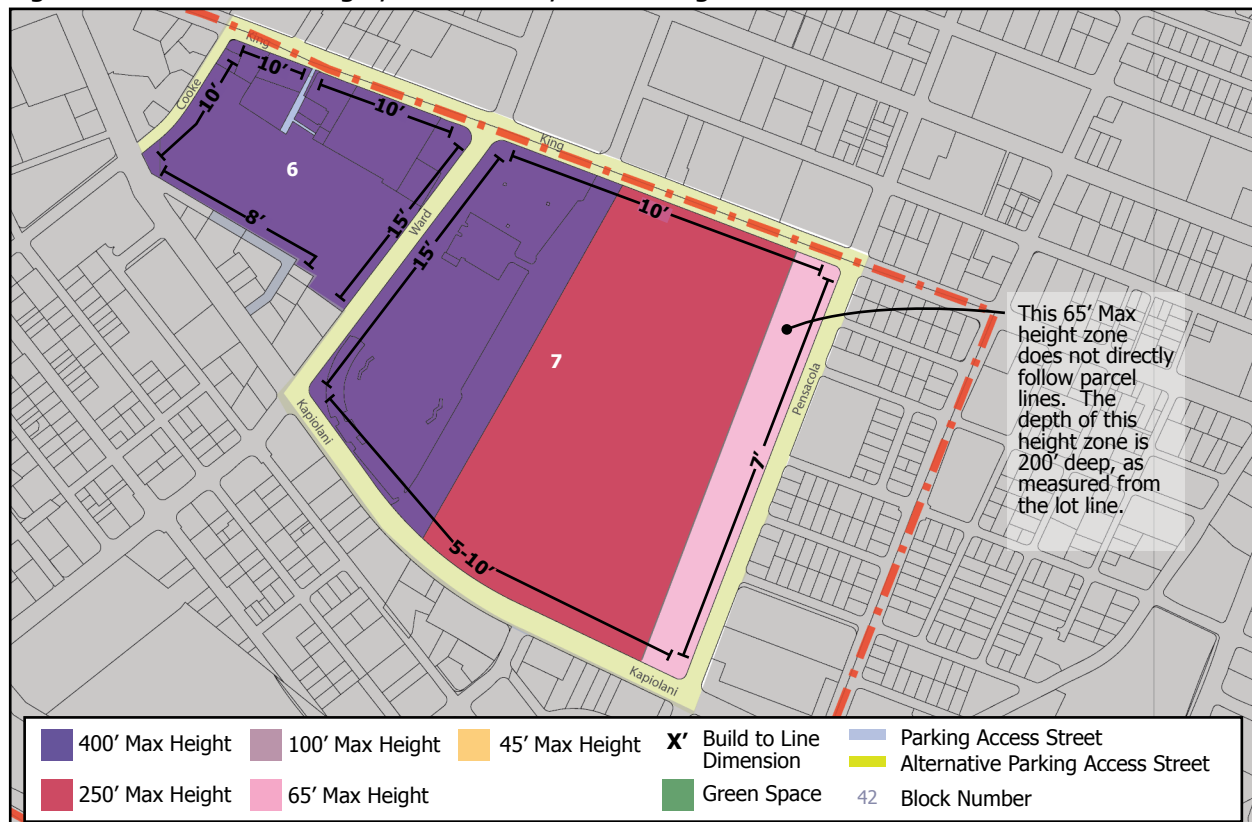 King
10'
Cooke
10'
10'
King
6
8'
Ward
15'
15'
10'
7
Pensacola
7'
Kapiolani
5-10'
Kapiolani
This 65' Max
height zone
does not directly
follow parcel
lines. The
depth of this
height zone is
200' deep, as
measured from
the lot line.
400' Max Height
100' Max Height
45' Max Height
X' Build to Line
Dimension
Parking Access Street
Alternative Parking Access Street
250' Max Height
65' Max Height
Green Space
42 Block Number